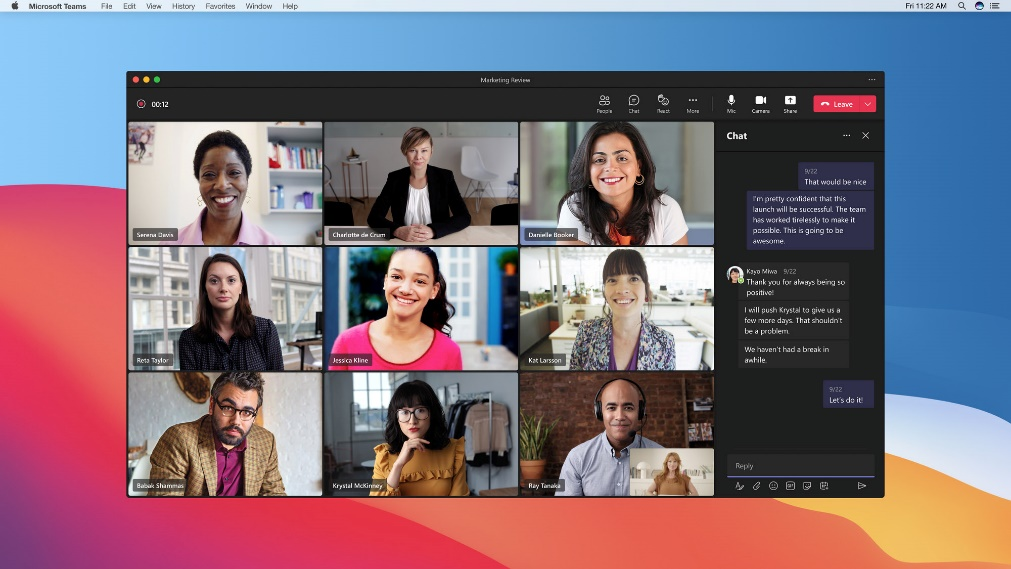 Microsoft Teams File Edit View History Favorites Window Help Fri 11:22 AM
Marketing Review
00:12
People Chat React More Mic Camera Share Leave
Serena Davis
Charlotte de Crum
Danielle Booker
Reta Taylor
Jessica Kline
Kat Larsson
Babak Shammas
Krystal McKinney
Ray Tanaka
Chat
9/22
That would be nice
I'm pretty confident that this
launch will be successful. The team
has worked tirelessly to make it
possible. This is going to be
awesome.
Kayo Miwa 9/22
Thank you for always being so
positive!
I will push Krystal to give us a
few more days. That shouldn't
be a problem.
We haven't had a break in
awhile.
9/22
Let's do it!
Reply